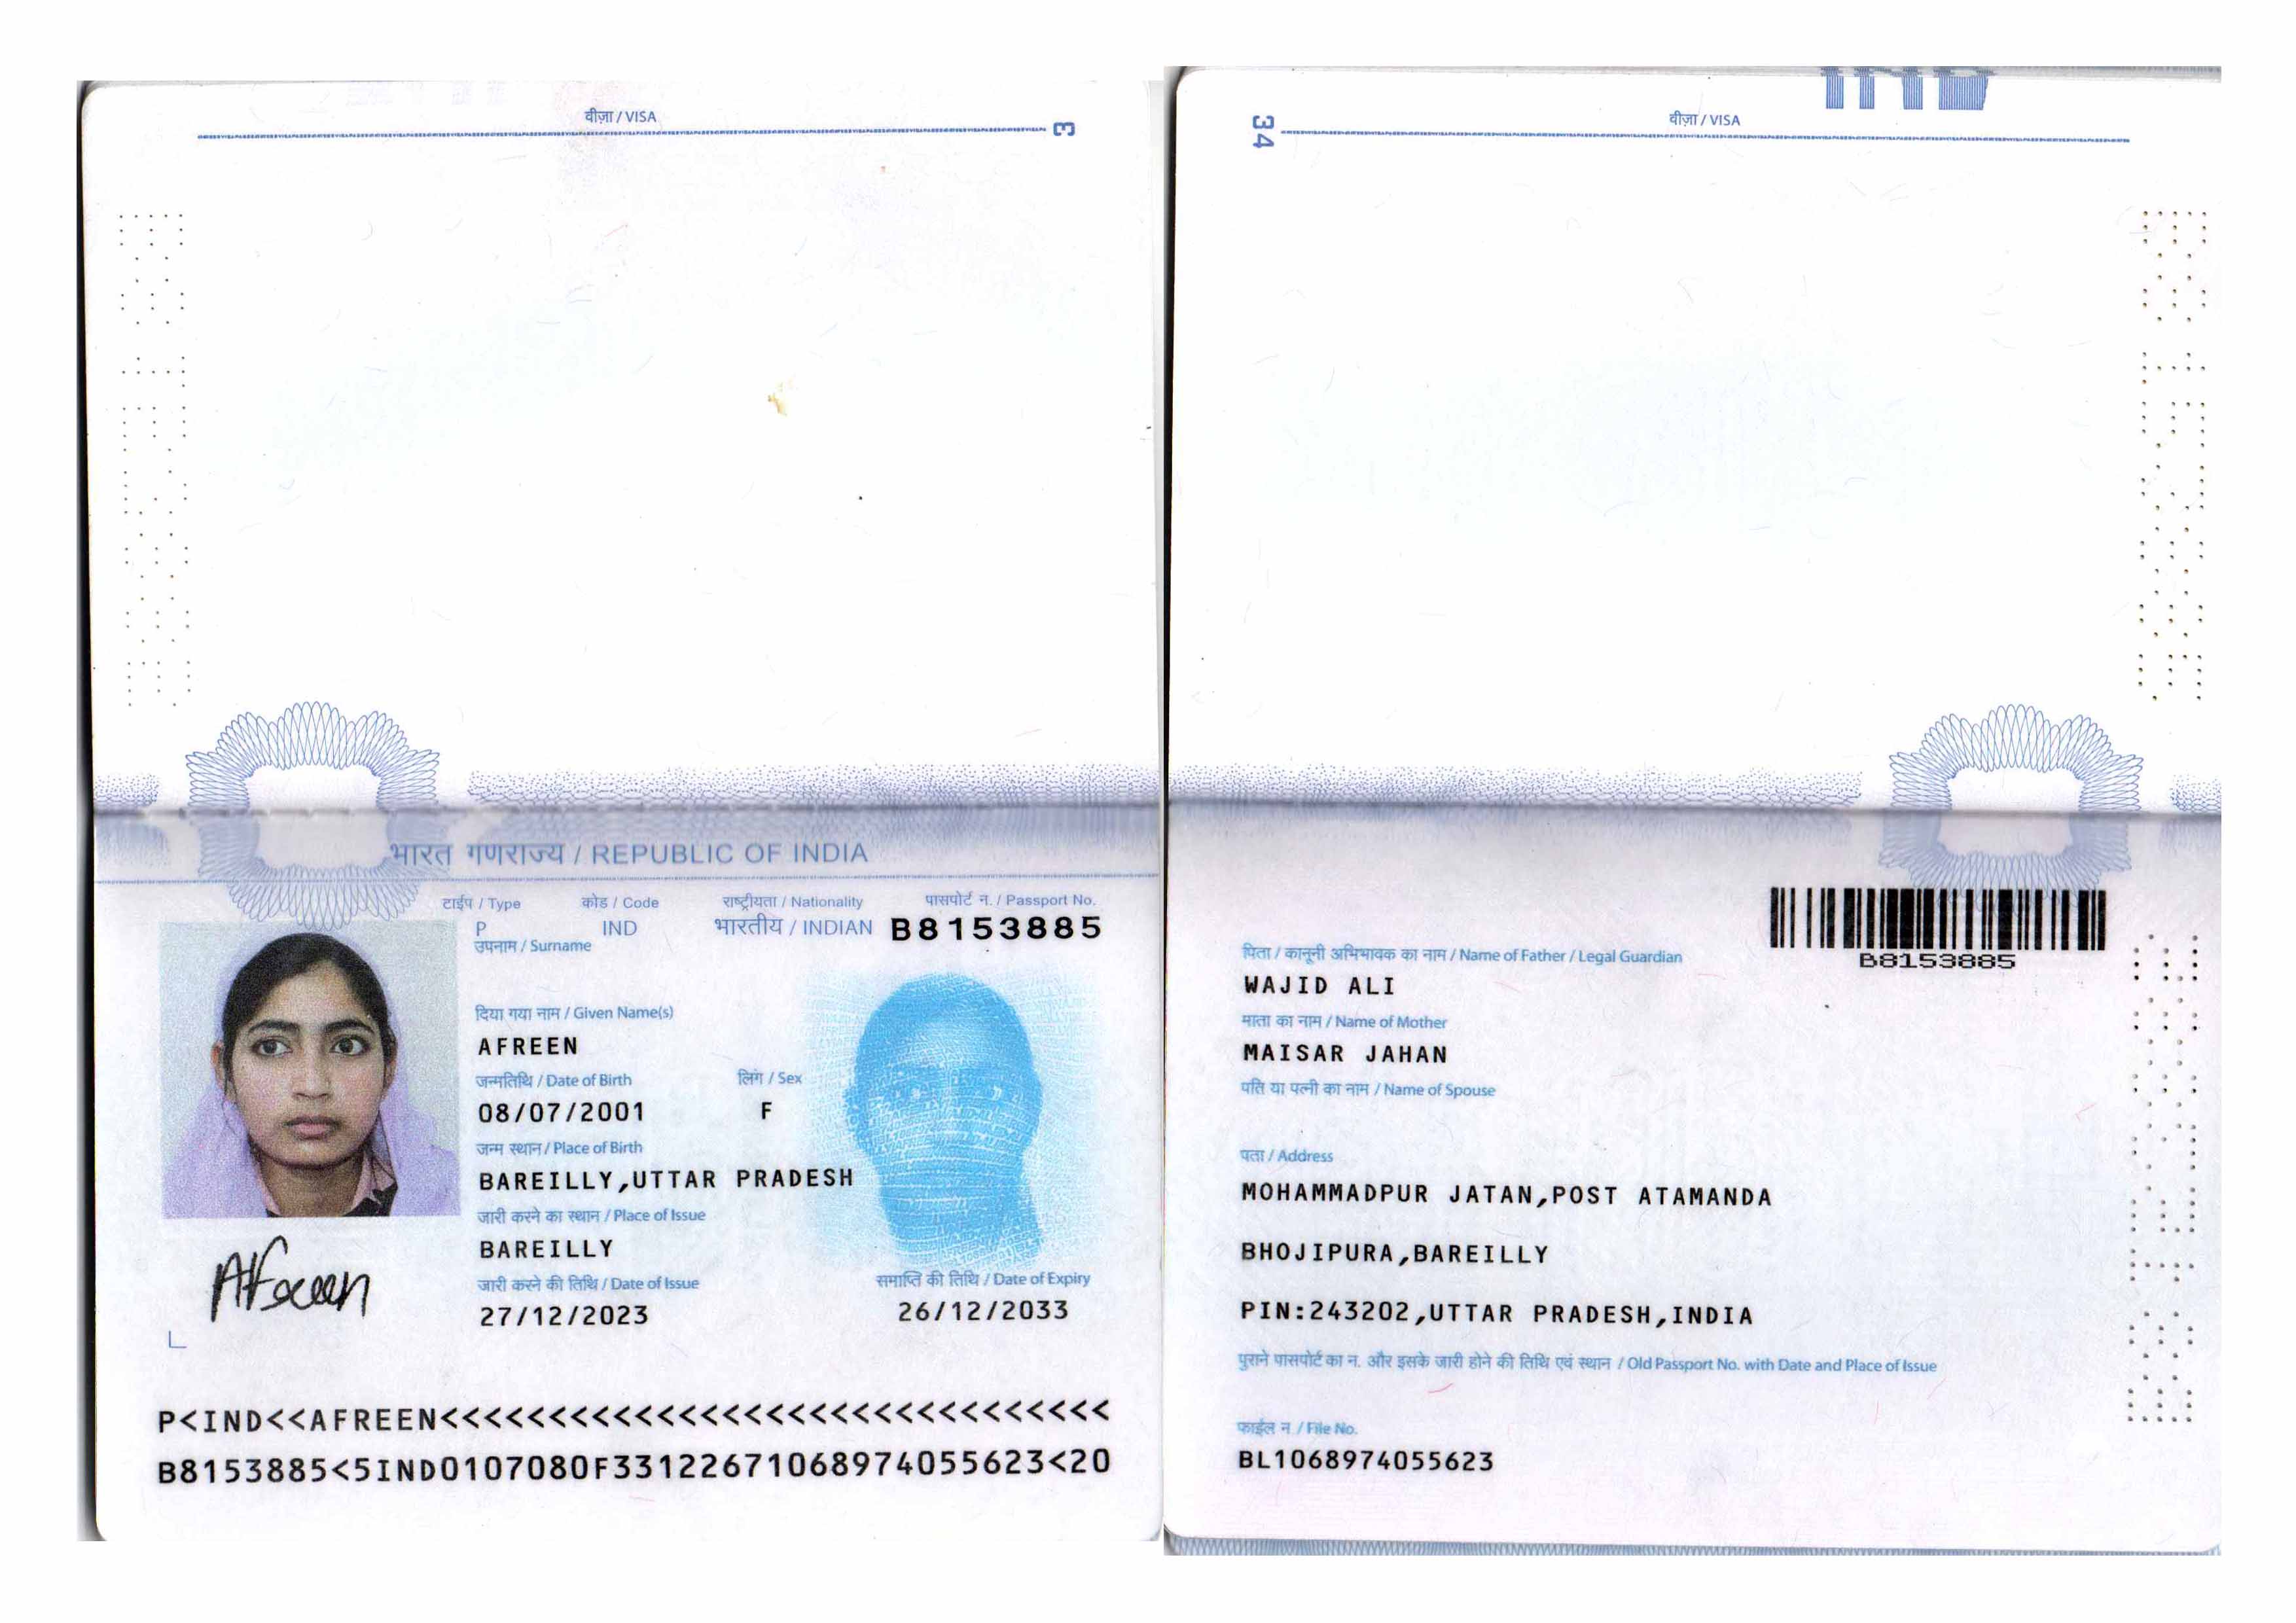 वीज़ा / VISA
3
भारत गणराज्य / REPUBLIC OF INDIA
टाईप / Type
कोड / Code
राष्ट्रीयता / Nationality
पासपोर्ट न. / Passport No.
P
IND
भारतीय / INDIAN
B8153885
उपनाम / Surname
दिया गया नाम / Given Name(s)
AFREEN
जन्मतिथि / Date of Birth
लिंग / Sex
08/07/2001
F
जन्म स्थान / Place of Birth
BAREILLY,UTTAR PRADESH
जारी करने का स्थान / Place of Issue
BAREILLY
जारी करने की तिथि / Date of Issue
समाप्ति की तिथि / Date of Expiry
27/12/2023
26/12/2033
Afreen
P<IND<<AFREEN<<<<<<<<<<<<<<<<<<<<<<<<<<<<<<<
B8153885<5IND0107080F3312267106897405562​3<20
34
वीज़ा / VISA
B8153885
पिता / कानूनी अभिभावक का नाम / Name of Father / Legal Guardian
WAJID ALI
माता का नाम / Name of Mother
MAISAR JAHAN
पति या पत्नी का नाम / Name of Spouse
पता / Address
MOHAMMADPUR JATAN,POST ATAMANDA
BHOJIPURA,BAREILLY
PIN:243202,UTTAR PRADESH,INDIA
पुराने पासपोर्ट का न. और इसके जारी होने की तिथि एवं स्थान / Old Passport No. with Date and Place of Issue
फाईल न / File No.
BL1068974055623